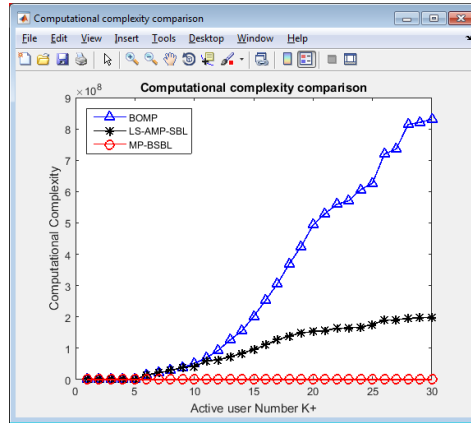 Computational complexity comparison
File Edit View Insert Tools Desktop Window Help
Computational complexity comparison
×10⁸
9
8
7
6
5
4
3
2
1
0
Computational Complexity
BOMP
LS-AMP-SBL
MP-BSBL
0 5 10 15 20 25 30
Active user Number K+